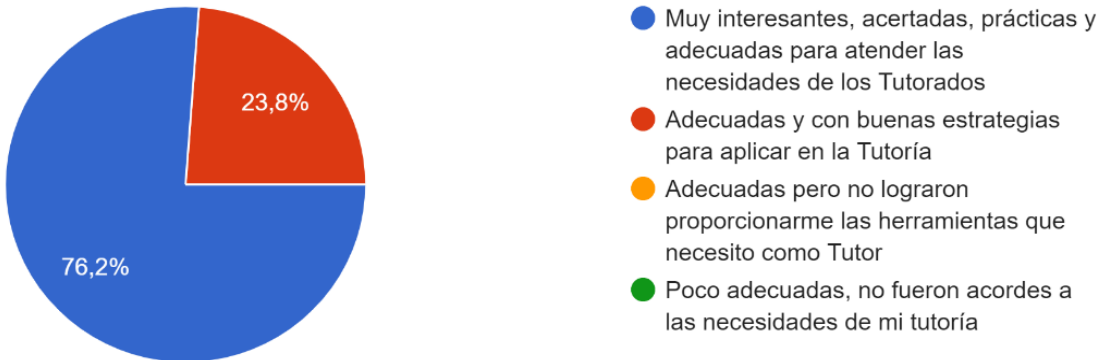 23,8%
76,2%
Muy interesantes, acertadas, prácticas y
adecuadas para atender las
necesidades de los Tutorados
Adecuadas y con buenas estrategias
para aplicar en la Tutoría
Adecuadas pero no lograron
proporcionarme las herramientas que
necesito como Tutor
Poco adecuadas, no fueron acordes a
las necesidades de mi tutoría